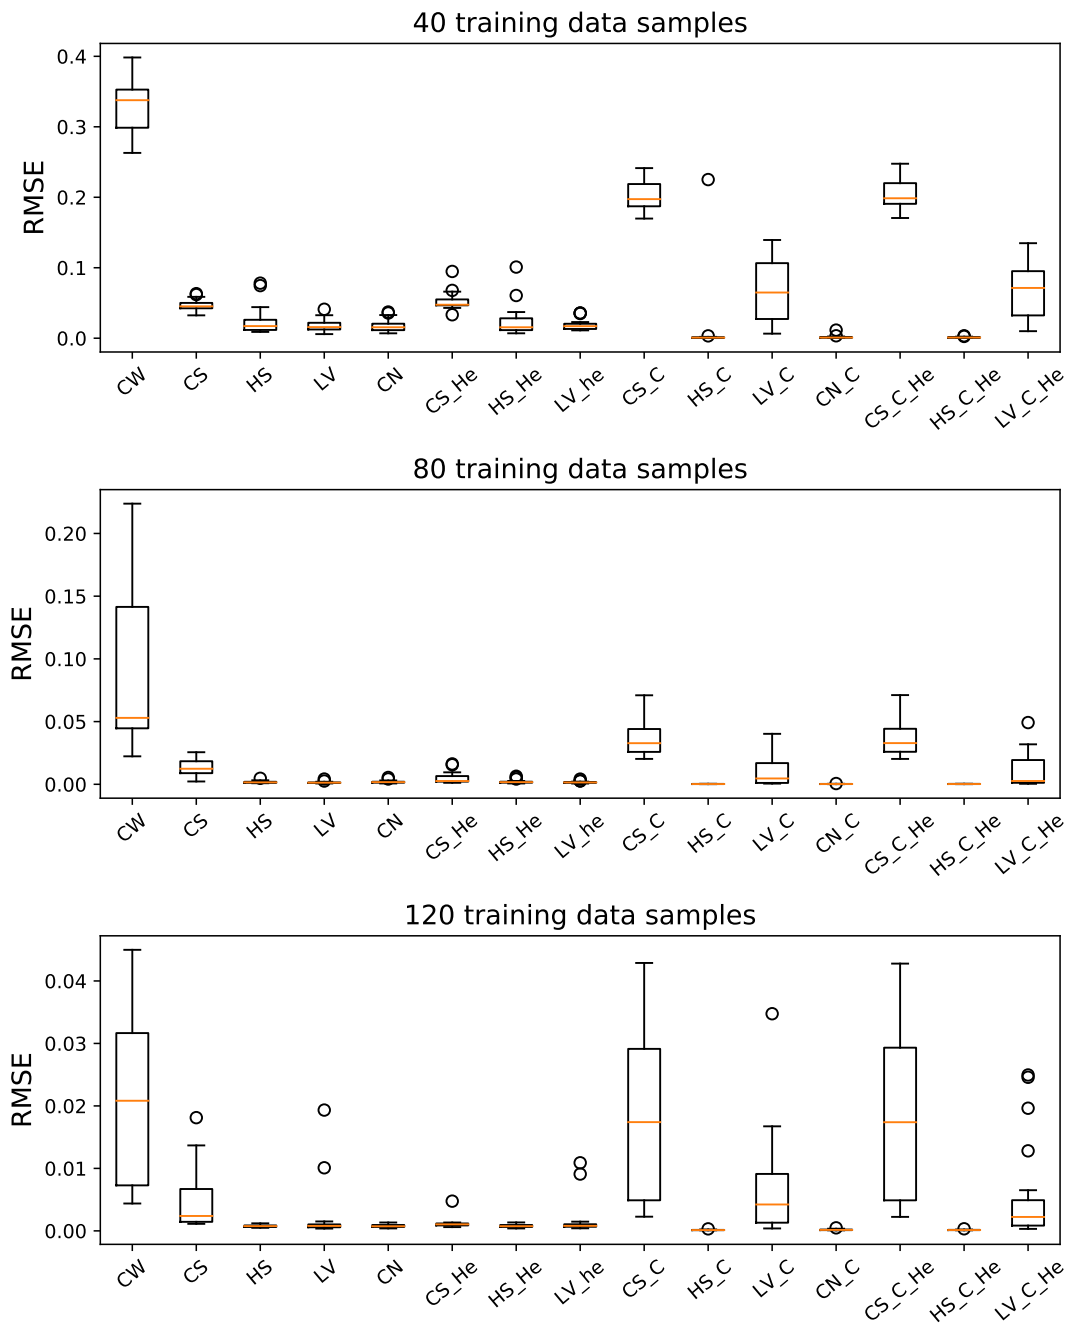 40 training data samples
0.4
0.3
0.2
0.1
0.0
RMSE
CW CS HS LV CN CS_He HS_He LV_he CS_C HS_C LV_C CN_C CS_C_He HS_C_He LV_C_He
80 training data samples
0.20
0.15
0.10
0.05
0.00
RMSE
CW CS HS LV CN CS_He HS_He LV_he CS_C HS_C LV_C CN_C CS_C_He HS_C_He LV_C_He
120 training data samples
0.04
0.03
0.02
0.01
0.00
RMSE
CW CS HS LV CN CS_He HS_He LV_he CS_C HS_C LV_C CN_C CS_C_He HS_C_He LV_C_He